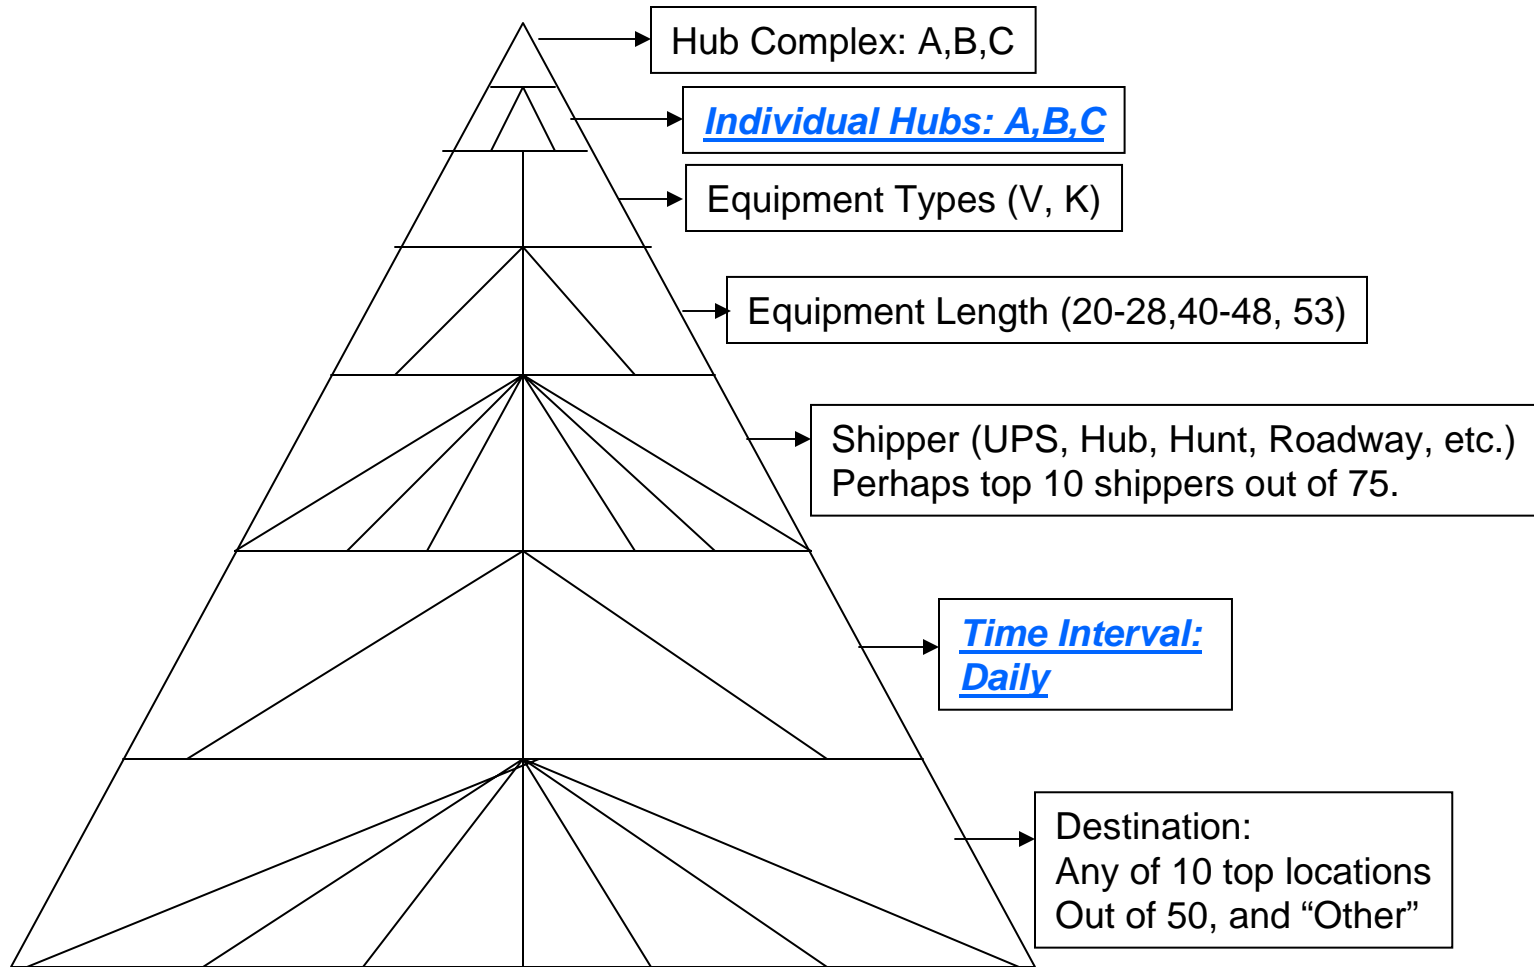 Hub Complex: A,B,C
Individual Hubs: A,B,C
Equipment Types (V, K)
Equipment Length (20-28,40-48, 53)
Shipper (UPS, Hub, Hunt, Roadway, etc.)
Perhaps top 10 shippers out of 75.
Time Interval:
Daily
Destination:
Any of 10 top locations
Out of 50, and “Other”